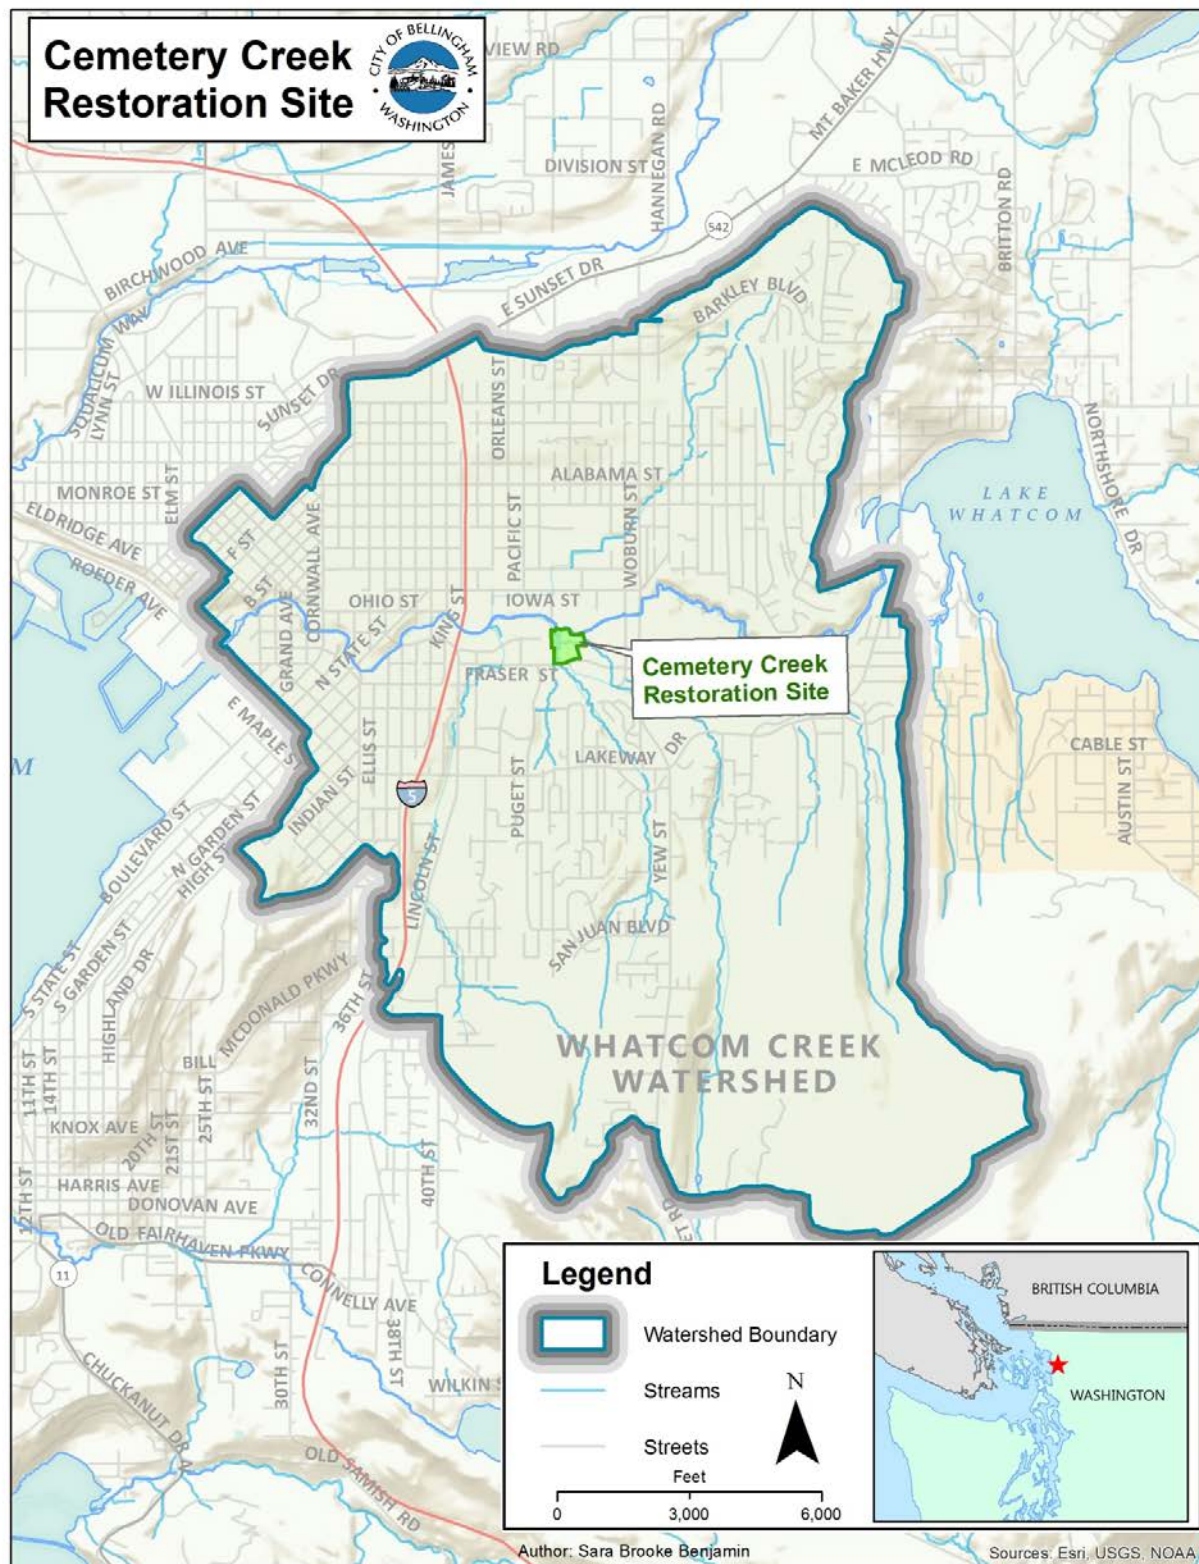 Cemetery Creek
Restoration Site
CITY OF BELLINGHAM
WASHINGTON
VIEW RD
MT BAKER HWY
HANNEGAN RD
JAMES
DIVISION ST
E MCLEOD RD
BRITTON RD
542
BIRCHWOOD AVE
E SUNSET DR
BARKLEY BLVD
SQUALICUM WAY
LYNN ST
W ILLINOIS ST
SUNSET DR
ORLEANS ST
NORTHSHORE DR
ALABAMA ST
MONROE ST
ELM ST
LAKE
WHATCOM
ELDRIDGE AVE
F ST
CORNWALL AVE
PACIFIC ST
WOBURN ST
ROEDER AVE
B ST
GRAND AVE
OHIO ST
KING ST
IOWA ST
N STATE ST
FRASER ST
Cemetery Creek
Restoration Site
E MAPLE S
ELLIS ST
LAKEWAY DR
CABLE ST
M
5
INDIAN ST
PUGET ST
AUSTIN ST
BOULEVARD ST
N GARDEN ST
HIGH ST
LINCOLN ST
YEW ST
SAN JUAN BLVD
S STATE ST
S GARDEN ST
HIGHLAND DR
BILL MCDONALD PKWY
36TH ST
WHATCOM CREEK
WATERSHED
11TH ST
14TH ST
25TH ST
32ND ST
KNOX AVE
20TH ST
21ST ST
40TH ST
12TH ST
HARRIS AVE
DONOVAN AVE
OLD FAIRHAVEN PKWY
ET RD
11
CONNELLY AVE
38TH ST
30TH ST
CHUCKANUT DR
WILKIN S
OLD SAMISH RD
Legend
Watershed Boundary
Streams
Streets
N
Feet
0 3,000 6,000
BRITISH COLUMBIA
WASHINGTON
Author: Sara Brooke Benjamin
Sources: Esri, USGS, NOAA